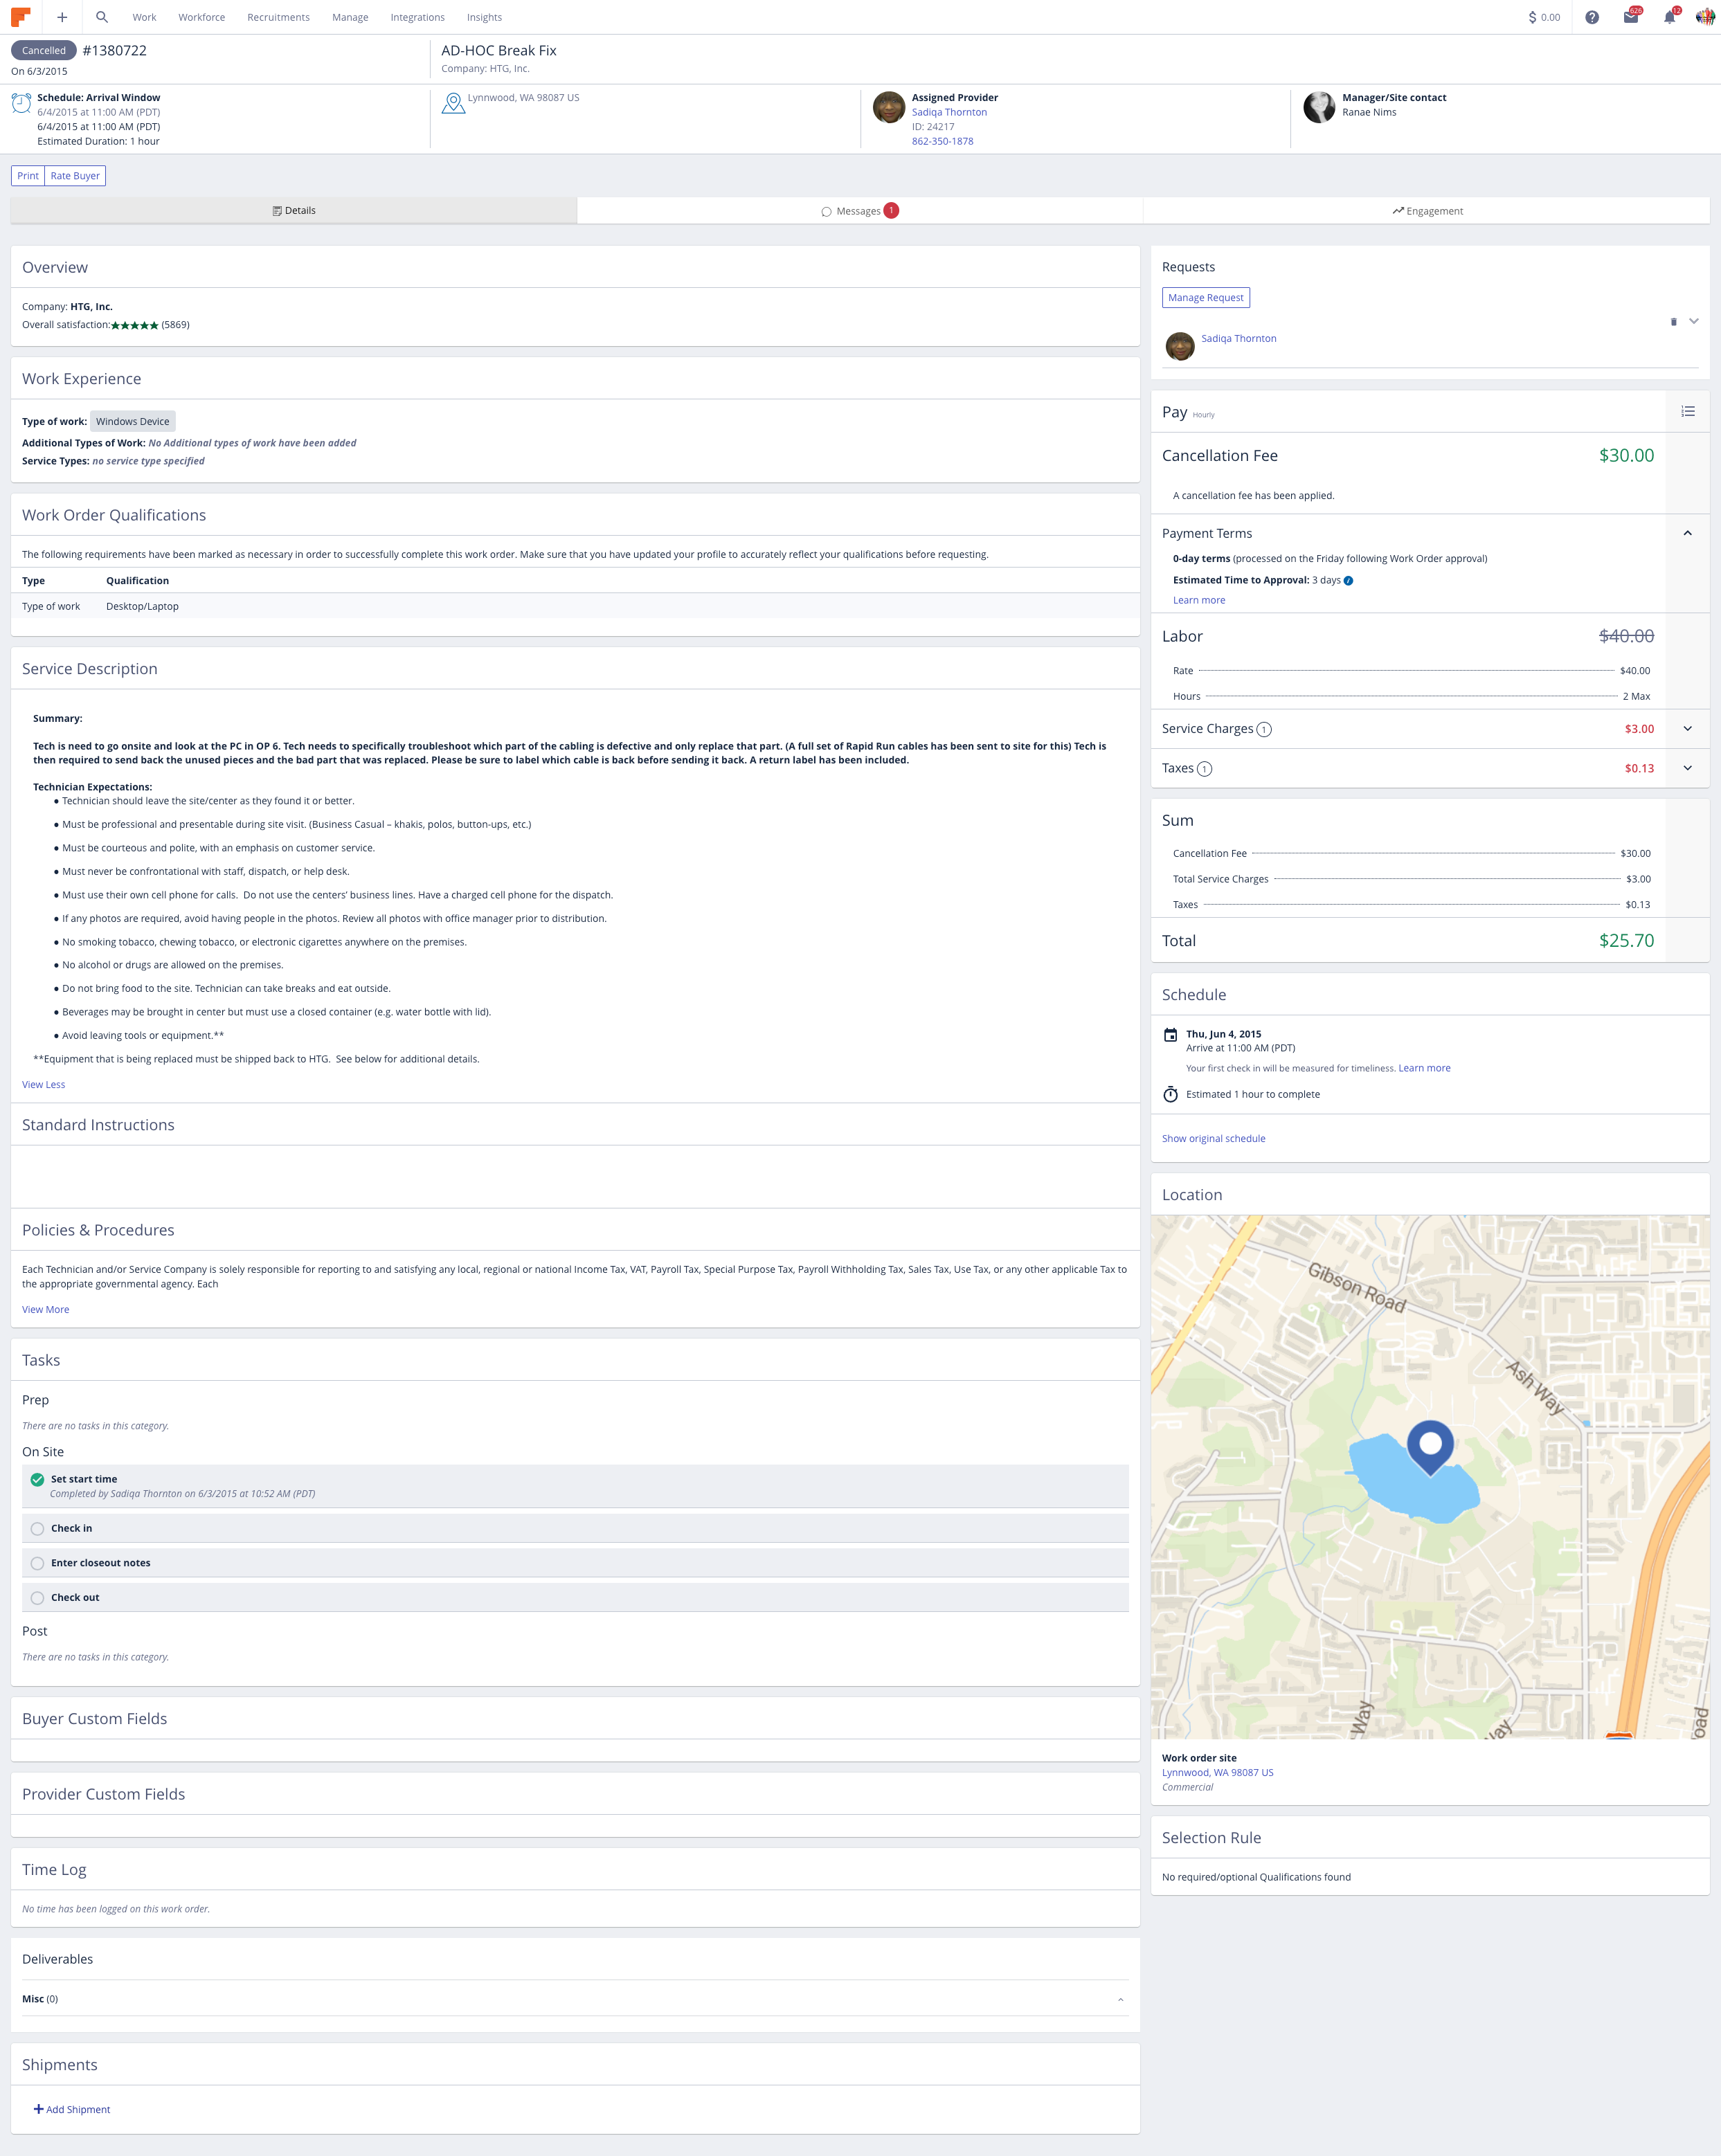 Work Workforce Recruitments Manage Integrations Insights
$ 0.00
626
12
Cancelled #1380722
On 6/3/2015
AD-HOC Break Fix
Company: HTG, Inc.
Schedule: Arrival Window
6/4/2015 at 11:00 AM (PDT)
6/4/2015 at 11:00 AM (PDT)
Estimated Duration: 1 hour
Lynnwood, WA 98087 US
Assigned Provider
Sadiqa Thornton
ID: 24217
862-350-1878
Manager/Site contact
Ranae Nims
Print
Rate Buyer
Details
Messages 1
Engagement
Overview
Company: HTG, Inc.
Overall satisfaction:★★★★★ (5869)
Work Experience
Type of work: Windows Device
Additional Types of Work: No Additional types of work have been added
Service Types: no service type specified
Work Order Qualifications
The following requirements have been marked as necessary in order to successfully complete this work order. Make sure that you have updated your profile to accurately reflect your qualifications before requesting.
Type Qualification
Type of work Desktop/Laptop
Service Description
Summary:
Tech is need to go onsite and look at the PC in OP 6. Tech needs to specifically troubleshoot which part of the cabling is defective and only replace that part. (A full set of Rapid Run cables has been sent to site for this) Tech is
then required to send back the unused pieces and the bad part that was replaced. Please be sure to label which cable is back before sending it back. A return label has been included.
Technician Expectations:
● Technician should leave the site/center as they found it or better.
● Must be professional and presentable during site visit. (Business Casual – khakis, polos, button-ups, etc.)
● Must be courteous and polite, with an emphasis on customer service.
● Must never be confrontational with staff, dispatch, or help desk.
● Must use their own cell phone for calls.  Do not use the centers’ business lines. Have a charged cell phone for the dispatch.
● If any photos are required, avoid having people in the photos. Review all photos with office manager prior to distribution.
● No smoking tobacco, chewing tobacco, or electronic cigarettes anywhere on the premises.
● No alcohol or drugs are allowed on the premises.
● Do not bring food to the site. Technician can take breaks and eat outside.
● Beverages may be brought in center but must use a closed container (e.g. water bottle with lid).
● Avoid leaving tools or equipment.**
**Equipment that is being replaced must be shipped back to HTG.  See below for additional details.
View Less
Standard Instructions
Policies & Procedures
Each Technician and/or Service Company is solely responsible for reporting to and satisfying any local, regional or national Income Tax, VAT, Payroll Tax, Special Purpose Tax, Payroll Withholding Tax, Sales Tax, Use Tax, or any other applicable Tax to
the appropriate governmental agency. Each
View More
Tasks
Prep
There are no tasks in this category.
On Site
Set start time
Completed by Sadiqa Thornton on 6/3/2015 at 10:52 AM (PDT)
Check in
Enter closeout notes
Check out
Post
There are no tasks in this category.
Buyer Custom Fields
Provider Custom Fields
Time Log
No time has been logged on this work order.
Deliverables
Misc (0)
Shipments
+ Add Shipment
Requests
Manage Request
Sadiqa Thornton
Pay Hourly
Cancellation Fee $30.00
A cancellation fee has been applied.
Payment Terms
0-day terms (processed on the Friday following Work Order approval)
Estimated Time to Approval: 3 days
Learn more
Labor $40.00
Rate $40.00
Hours 2 Max
Service Charges 1 $3.00
Taxes 1 $0.13
Sum
Cancellation Fee $30.00
Total Service Charges $3.00
Taxes $0.13
Total $25.70
Schedule
Thu, Jun 4, 2015
Arrive at 11:00 AM (PDT)
Your first check in will be measured for timeliness. Learn more
Estimated 1 hour to complete
Show original schedule
Location
Gibson Road
Ash Way
Way
Way
oad
Work order site
Lynnwood, WA 98087 US
Commercial
Selection Rule
No required/optional Qualifications found